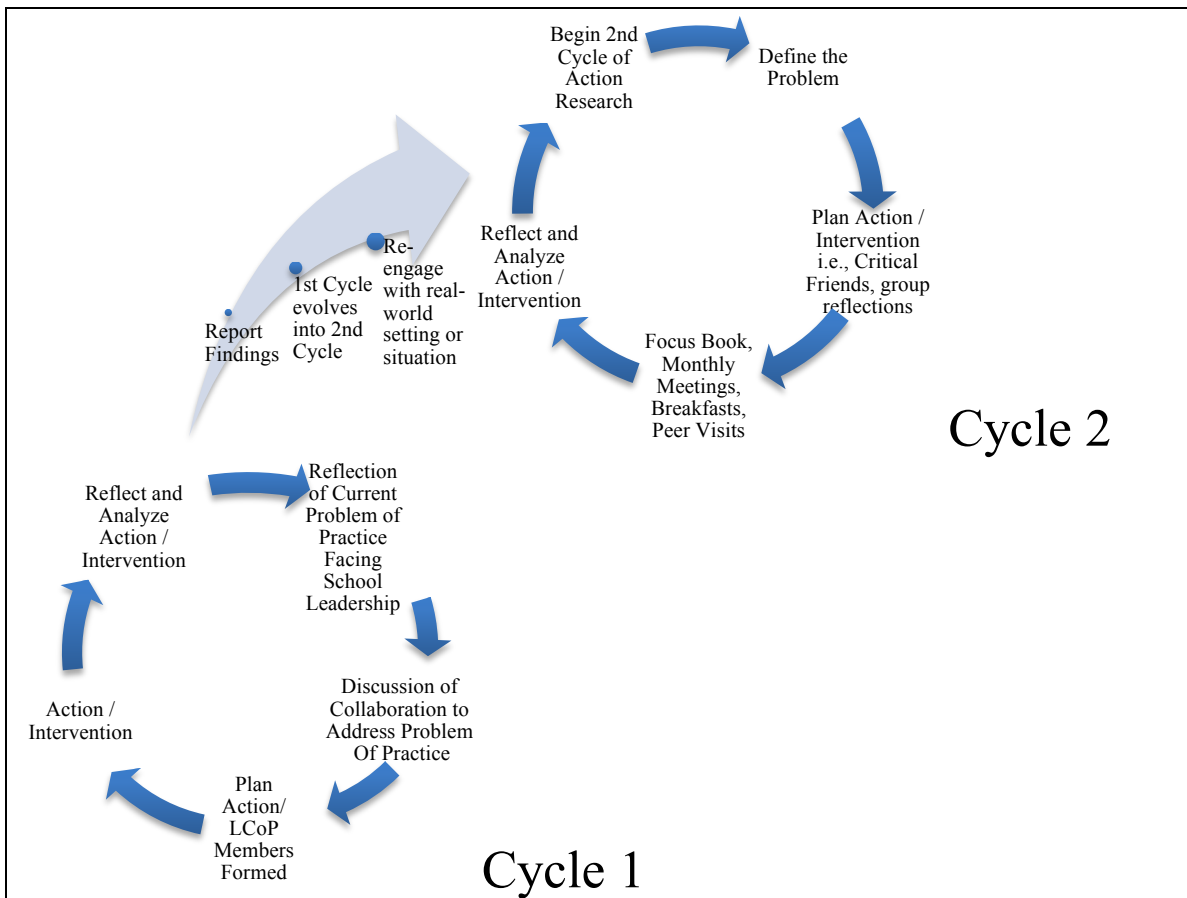 Begin 2nd
Cycle of
Action
Research
Define the
Problem
Plan Action /
Intervention
i.e., Critical
Friends, group
reflections
Focus Book,
Monthly
Meetings,
Breakfasts,
Peer Visits
Reflect and
Analyze
Action /
Intervention
Cycle 2
Report
Findings
1st Cycle
evolves
into 2nd
Cycle
Re-
engage
with real-
world
setting or
situation
Reflection
of Current
Problem of
Practice
Facing
School
Leadership
Discussion of
Collaboration to
Address Problem
Of Practice
Plan
Action/
LCoP
Members
Formed
Action /
Intervention
Reflect and
Analyze
Action /
Intervention
Cycle 1